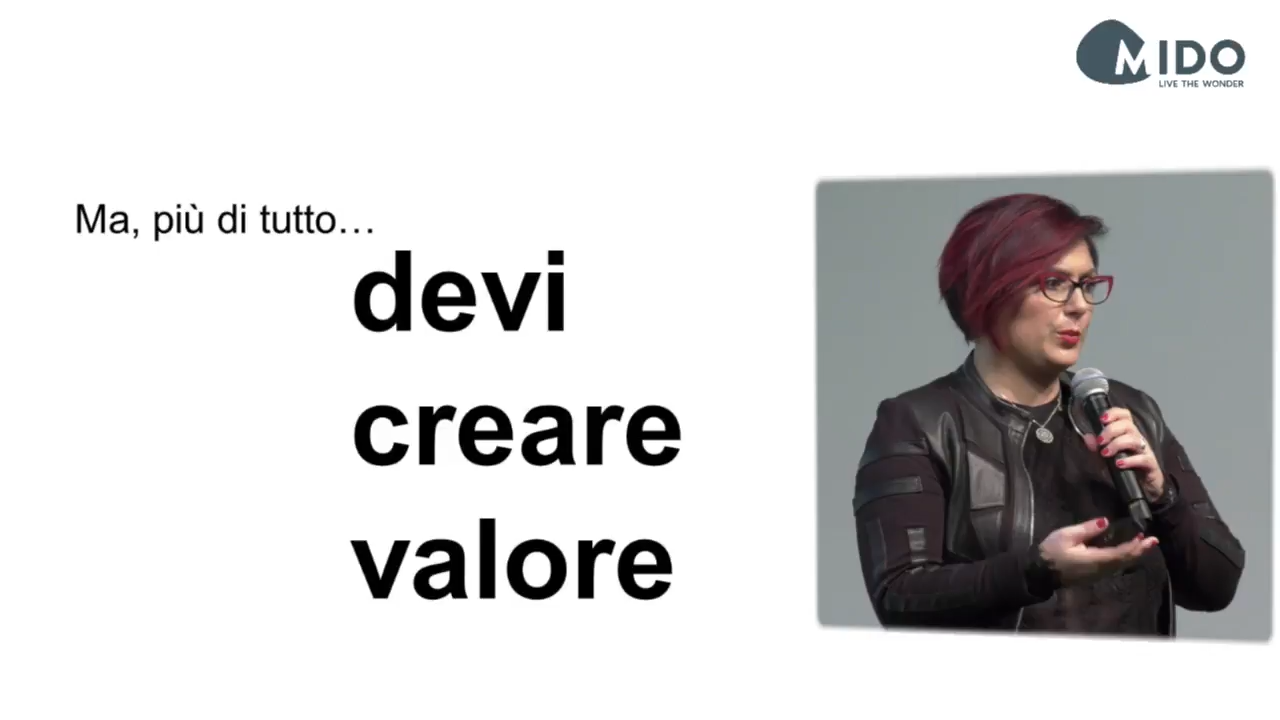 MIDO
LIVE THE WONDER
Ma, più di tutto…
devi
creare
valore